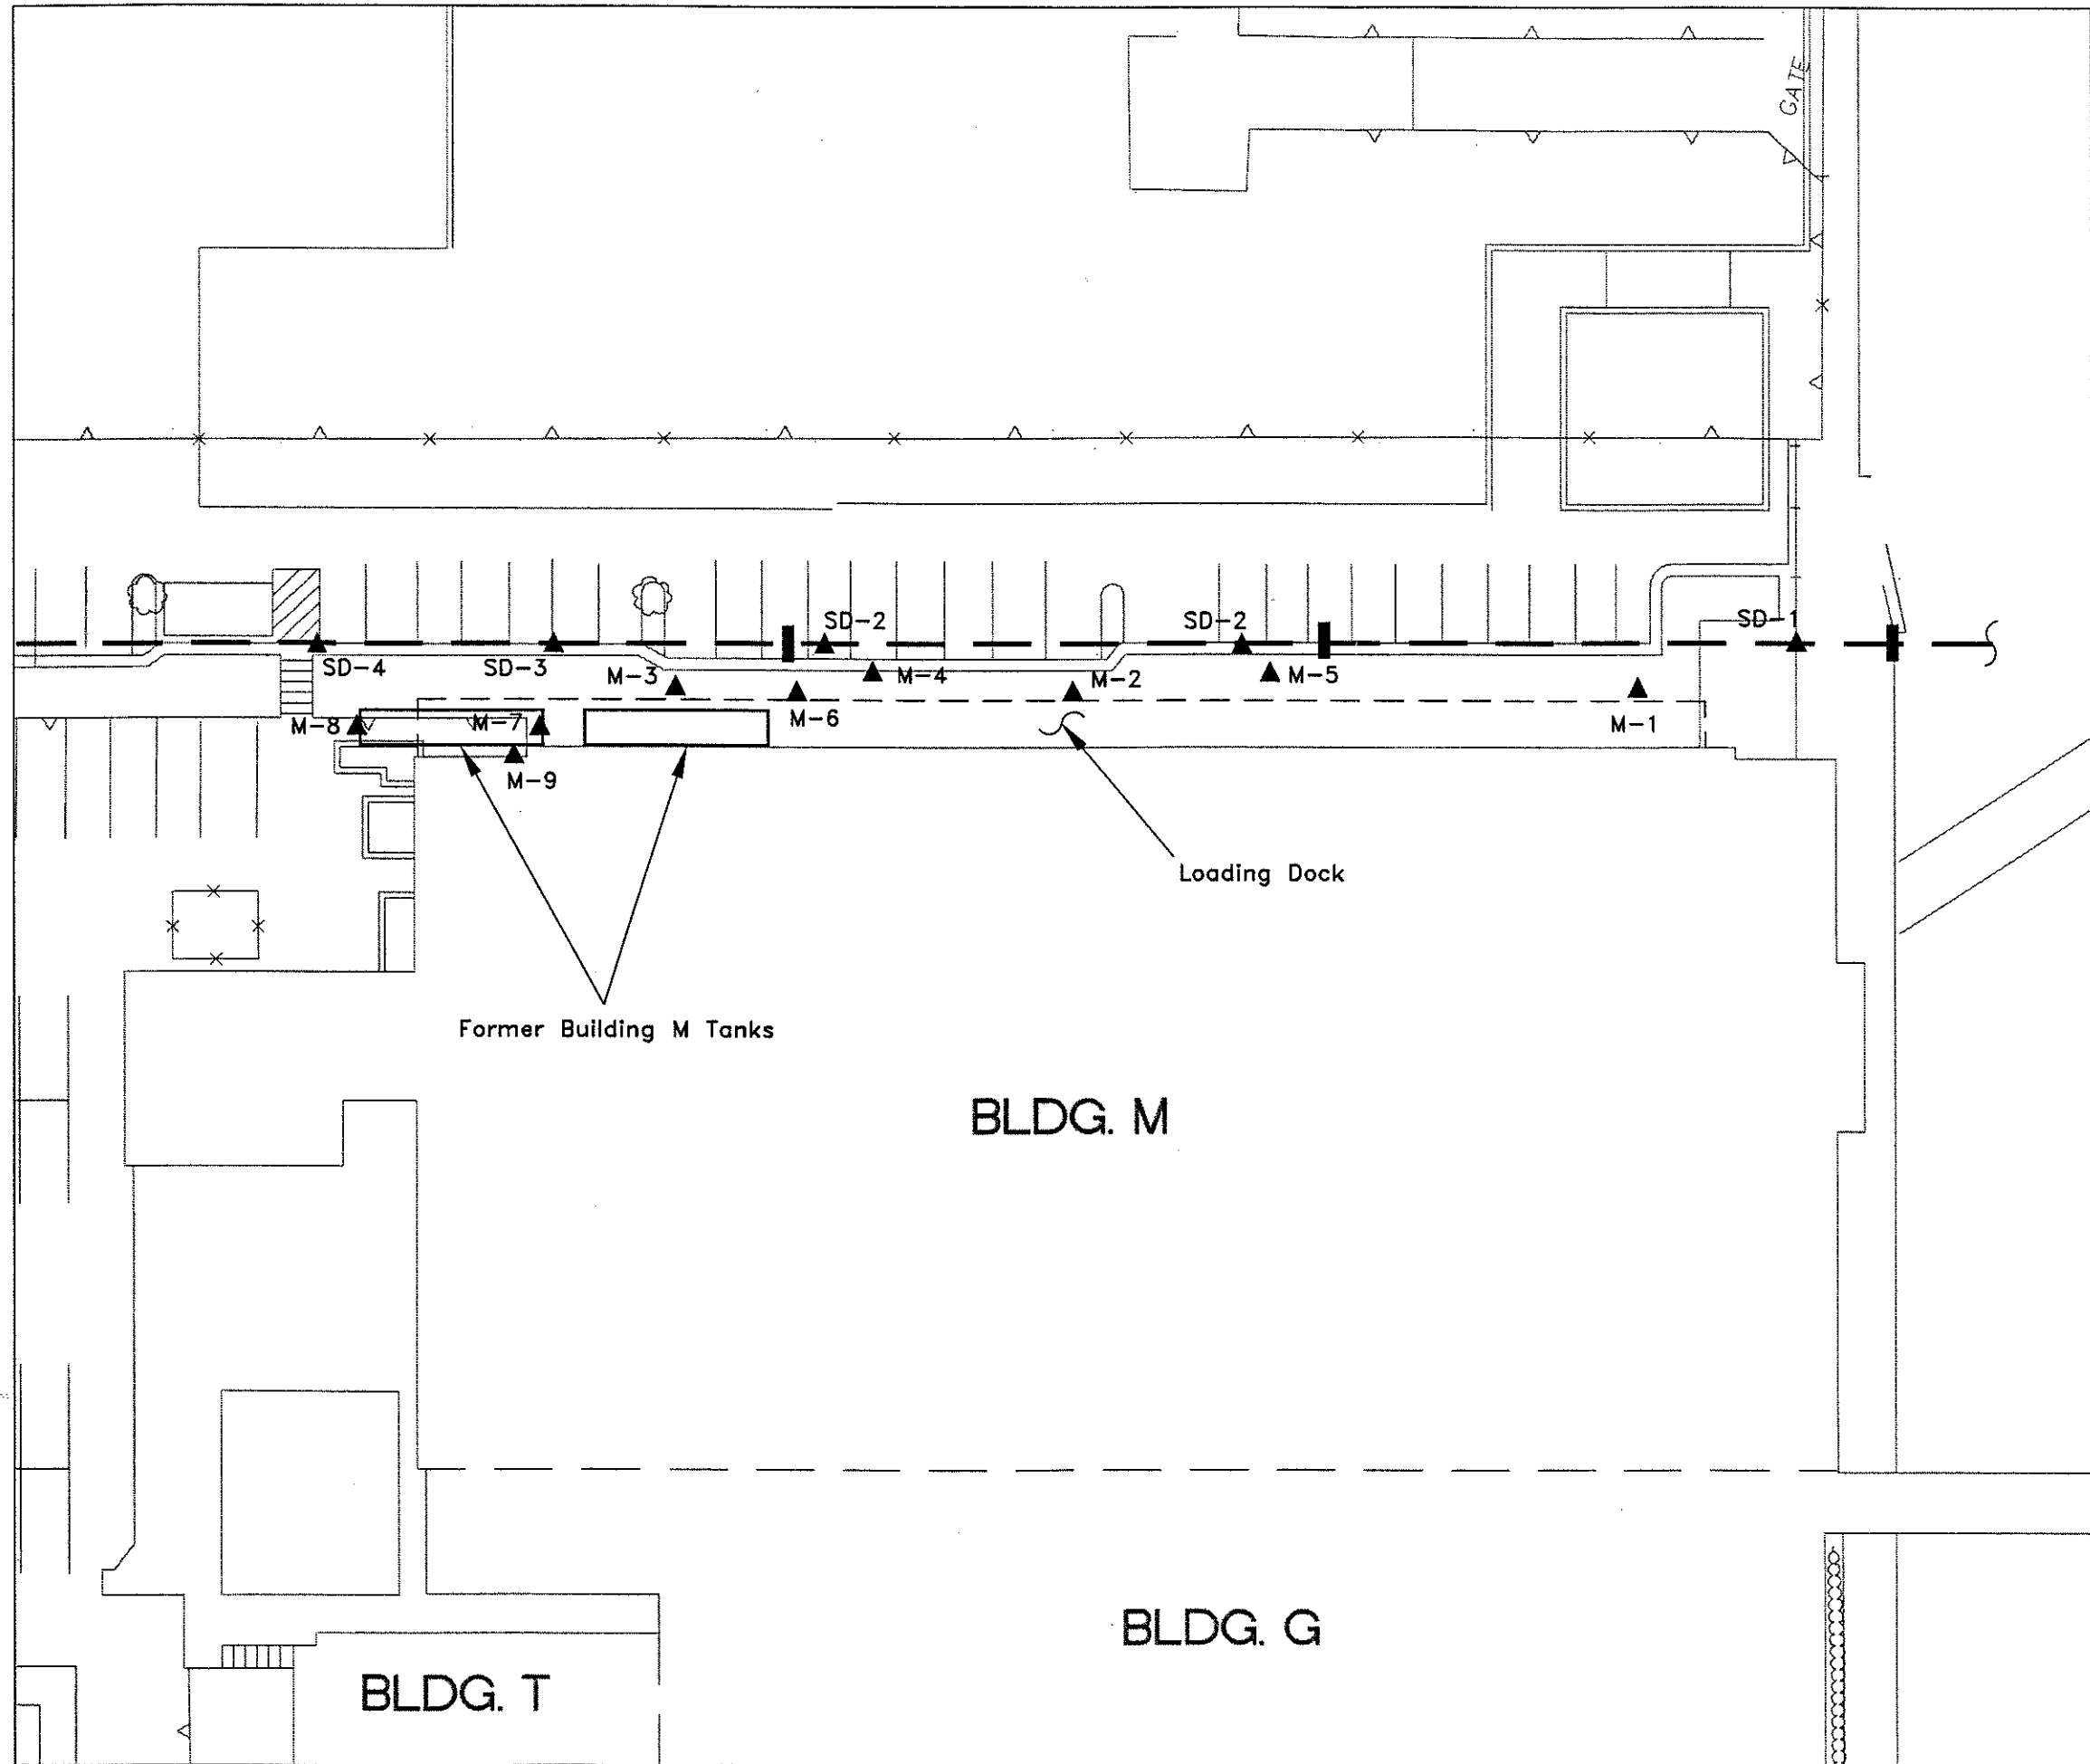 GATE
SD-2
SD-2
SD-1
SD-4
SD-3
M-3
M-4
M-2
M-5
M-8
M-7
M-6
M-1
M-9
Loading Dock
Former Building M Tanks
BLDG. M
BLDG. G
BLDG. T